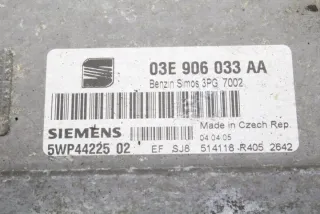 03E 906 033 AA
Benzin Simos 3PG 7002
Made in Czech Rep.
SIEMENS 04 04 05
5WP44225 02 EF SJ8 514116 R405 2642